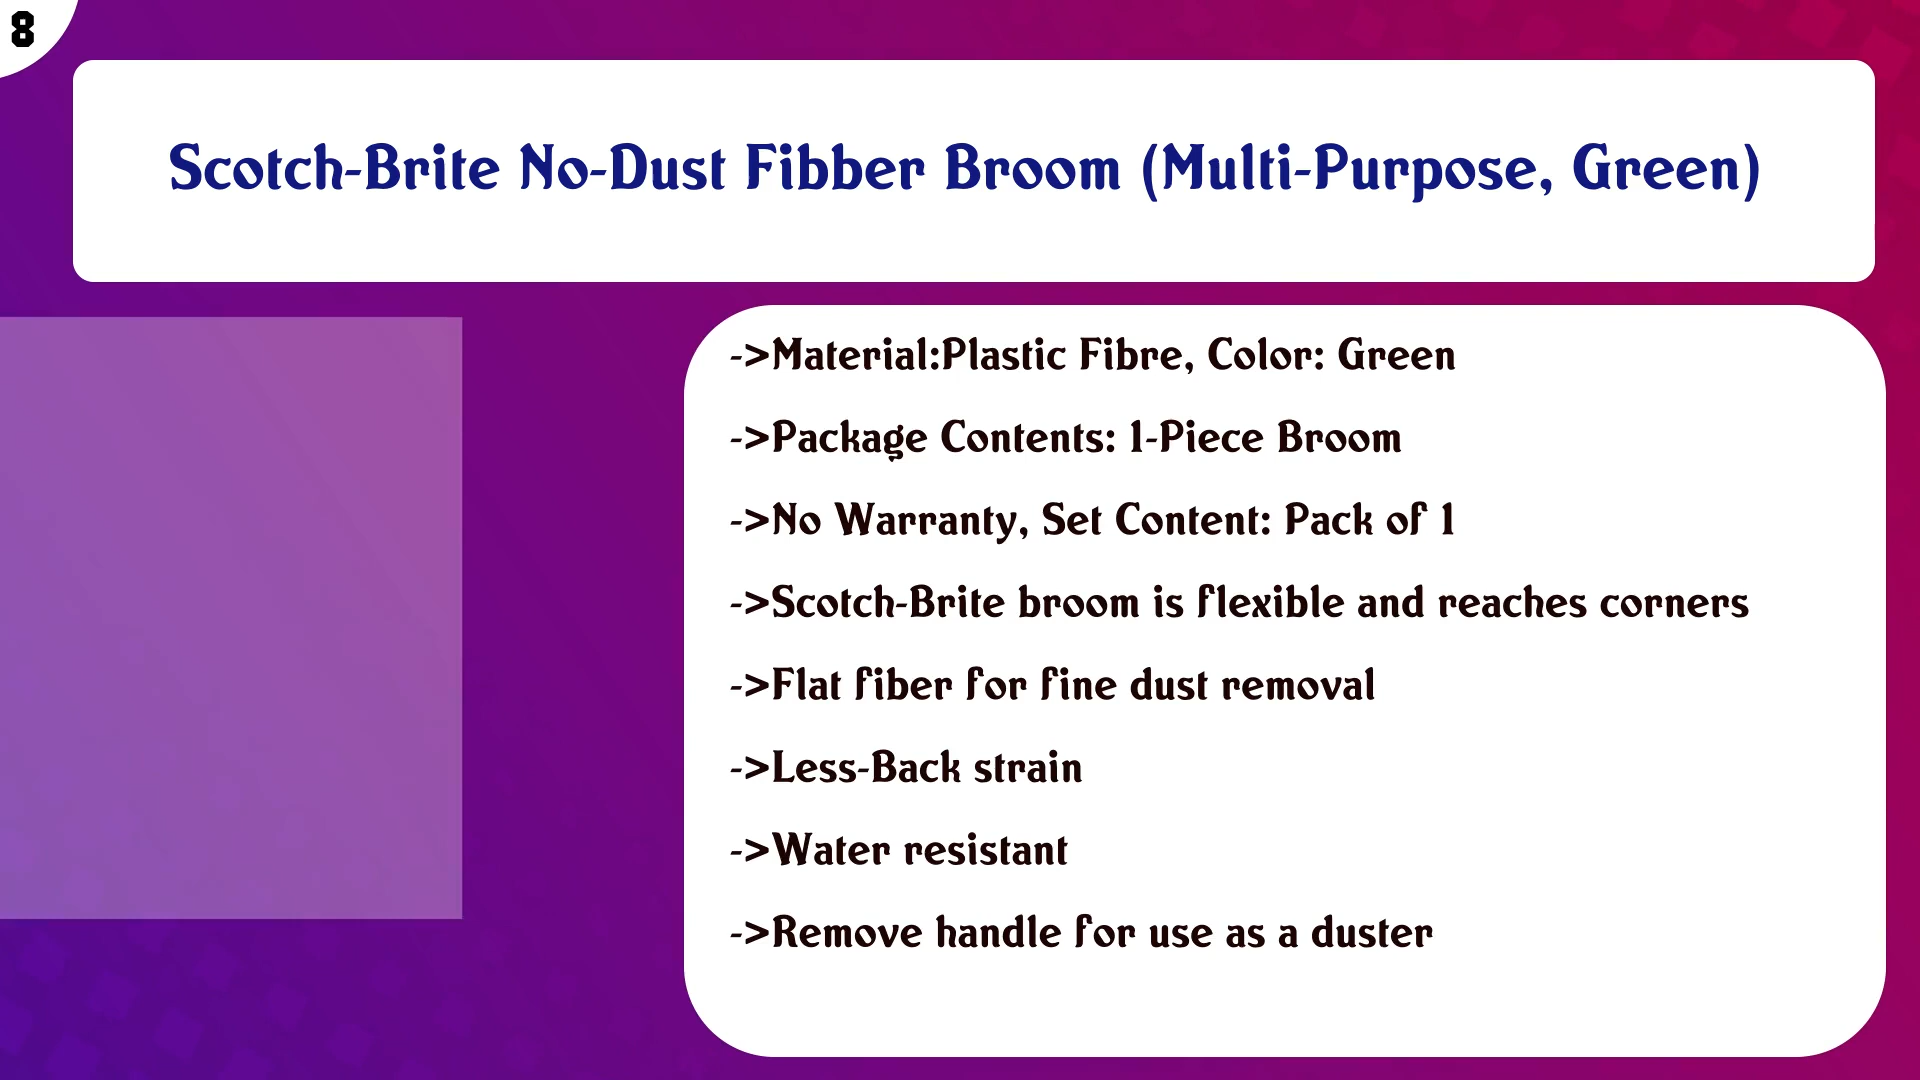 8
Scotch-Brite No-Dust Fibber Broom (Multi-Purpose, Green)
->Material:Plastic Fibre, Color: Green
->Package Contents: 1-Piece Broom
->No Warranty, Set Content: Pack of 1
->Scotch-Brite broom is flexible and reaches corners
->Flat fiber for fine dust removal
->Less-Back strain
->Water resistant
->Remove handle for use as a duster